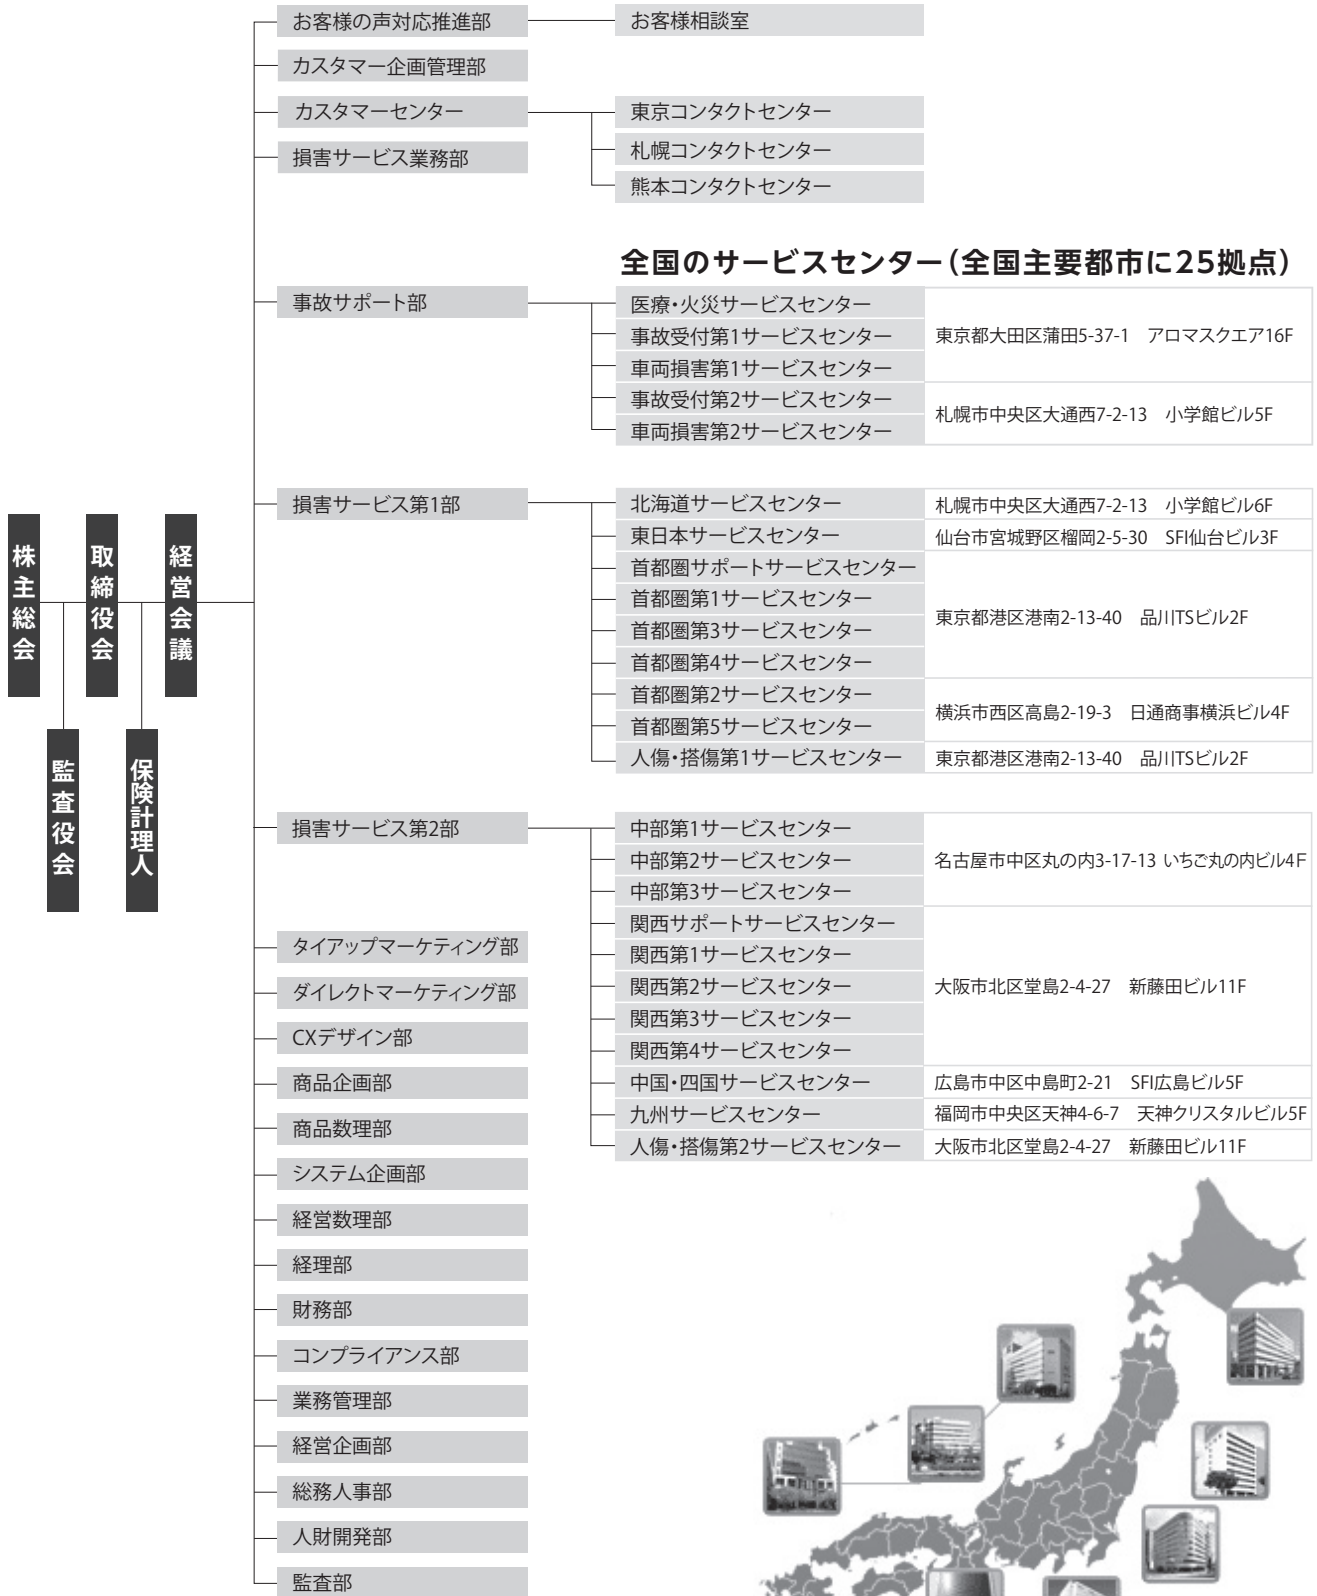 株主総会
取締役会
経営会議
監査役会
保険計理人
お客様の声対応推進部
お客様相談室
カスタマー企画管理部
カスタマーセンター
東京コンタクトセンター
札幌コンタクトセンター
熊本コンタクトセンター
損害サービス業務部
全国のサービスセンター（全国主要都市に25拠点）
事故サポート部
医療・火災サービスセンター
事故受付第1サービスセンター
車両損害第1サービスセンター
東京都大田区蒲田5-37-1　アロマスクエア16F
事故受付第2サービスセンター
車両損害第2サービスセンター
札幌市中央区大通西7-2-13　小学館ビル5F
損害サービス第1部
北海道サービスセンター
札幌市中央区大通西7-2-13　小学館ビル6F
東日本サービスセンター
仙台市宮城野区榴岡2-5-30　SFI仙台ビル3F
首都圏サポートサービスセンター
首都圏第1サービスセンター
首都圏第3サービスセンター
首都圏第4サービスセンター
東京都港区港南2-13-40　品川TSビル2F
首都圏第2サービスセンター
首都圏第5サービスセンター
横浜市西区高島2-19-3　日通商事横浜ビル4F
人傷・搭傷第1サービスセンター
東京都港区港南2-13-40　品川TSビル2F
損害サービス第2部
中部第1サービスセンター
中部第2サービスセンター
中部第3サービスセンター
名古屋市中区丸の内3-17-13 いちご丸の内ビル4F
関西サポートサービスセンター
関西第1サービスセンター
関西第2サービスセンター
関西第3サービスセンター
関西第4サービスセンター
大阪市北区堂島2-4-27　新藤田ビル11F
中国・四国サービスセンター
広島市中区中島町2-21　SFI広島ビル5F
九州サービスセンター
福岡市中央区天神4-6-7　天神クリスタルビル5F
人傷・搭傷第2サービスセンター
大阪市北区堂島2-4-27　新藤田ビル11F
タイアップマーケティング部
ダイレクトマーケティング部
CXデザイン部
商品企画部
商品数理部
システム企画部
経営数理部
経理部
財務部
コンプライアンス部
業務管理部
経営企画部
総務人事部
人財開発部
監査部